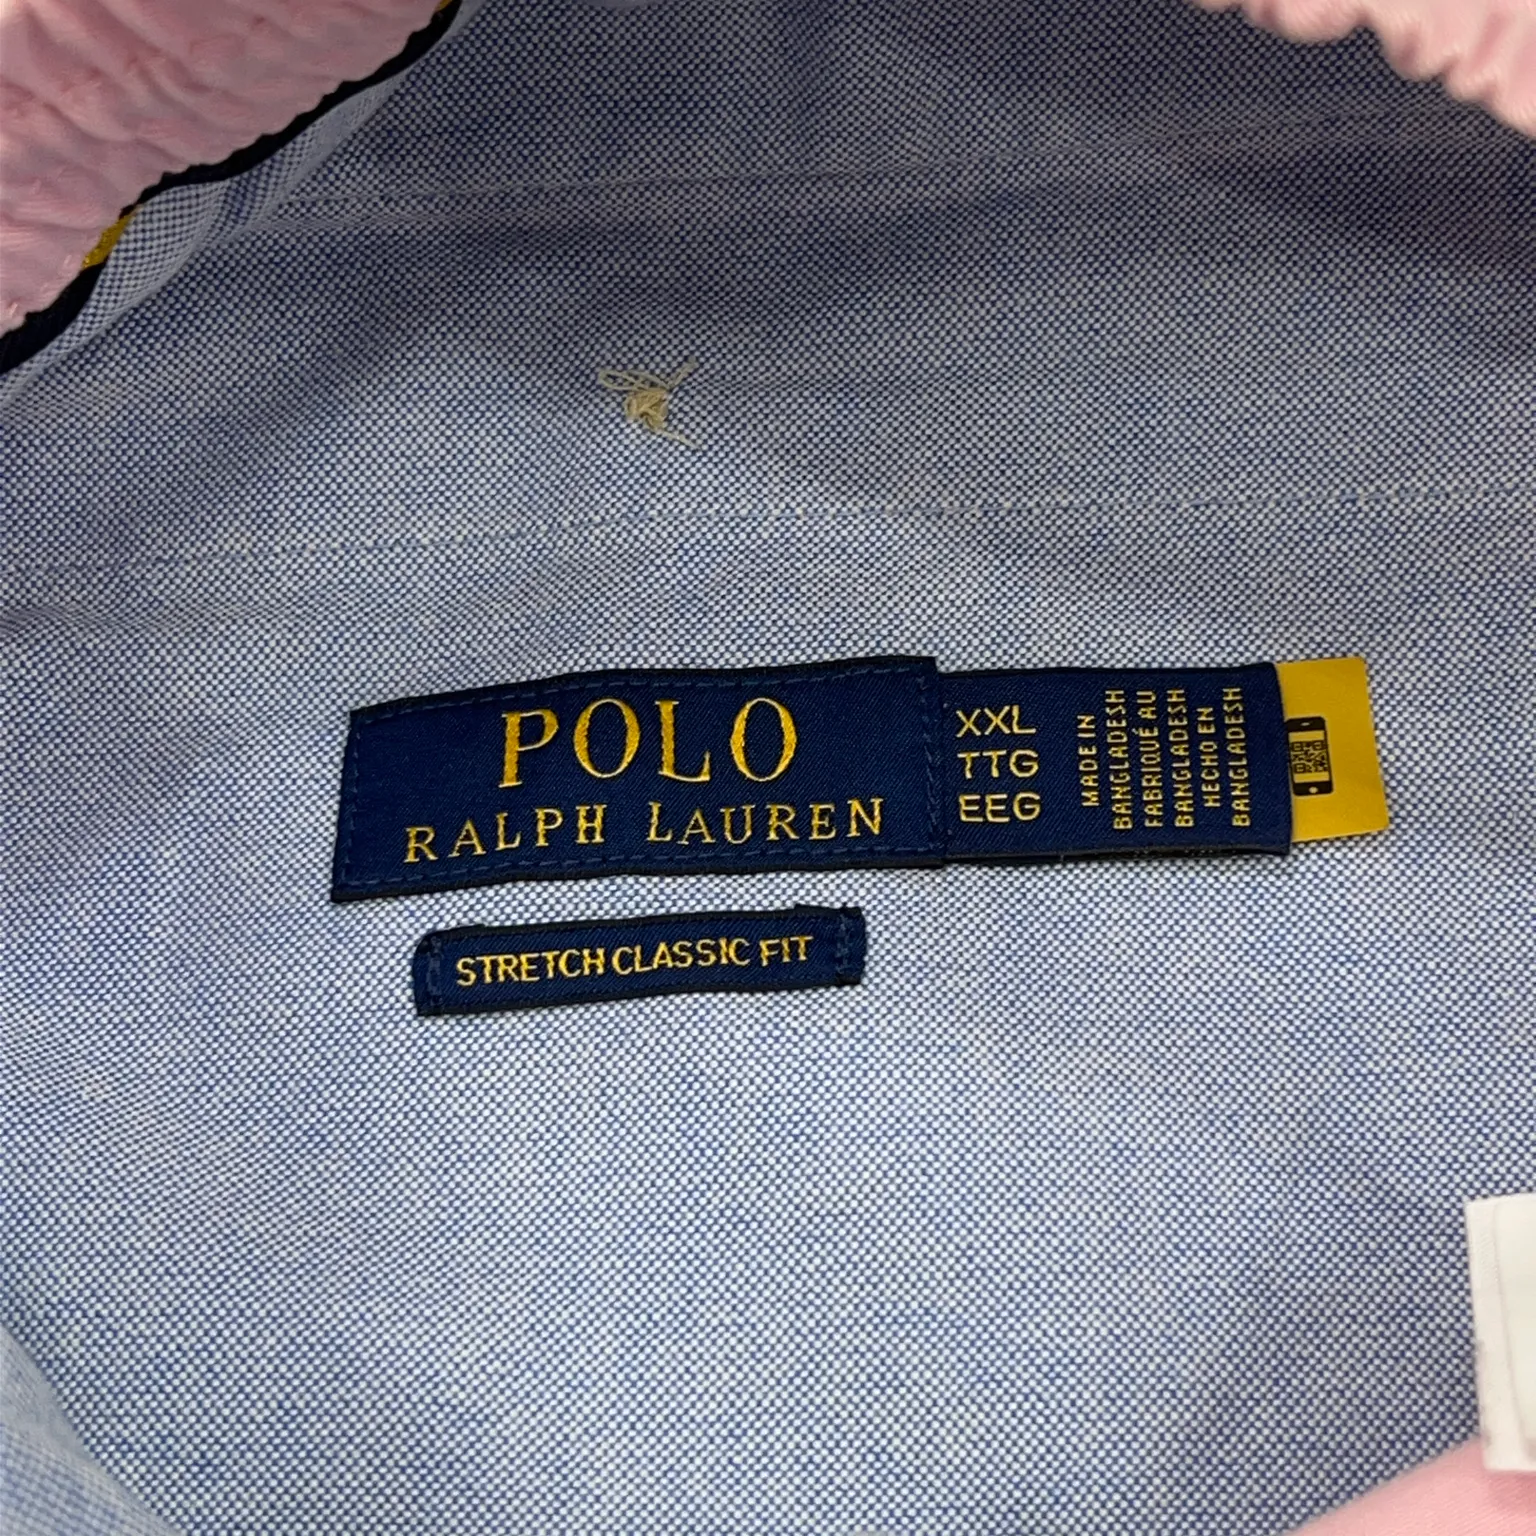 POLO
RALPH LAUREN
XXL
TTG
EEG
MADE IN
BANGLADESH
FABRIQUÉ AU
BANGLADESH
HECHO EN
BANGLADESH
STRETCH CLASSIC FIT